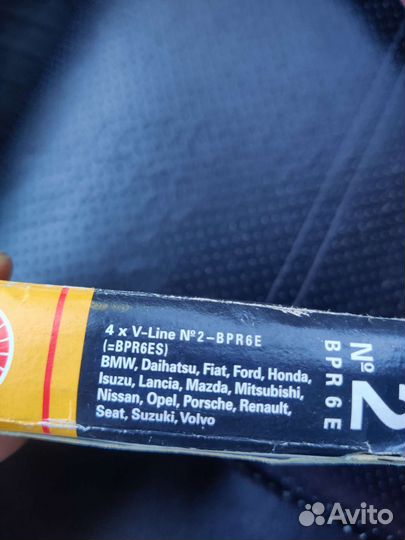 4 x V-Line Nº2-BPR6E
(=BPR6ES)
BMW, Daihatsu, Fiat, Ford, Honda,
Isuzu, Lancia, Mazda, Mitsubishi,
Nissan, Opel, Porsche, Renault,
Seat, Suzuki, Volvo
Nº 2
BPR6E
Avito